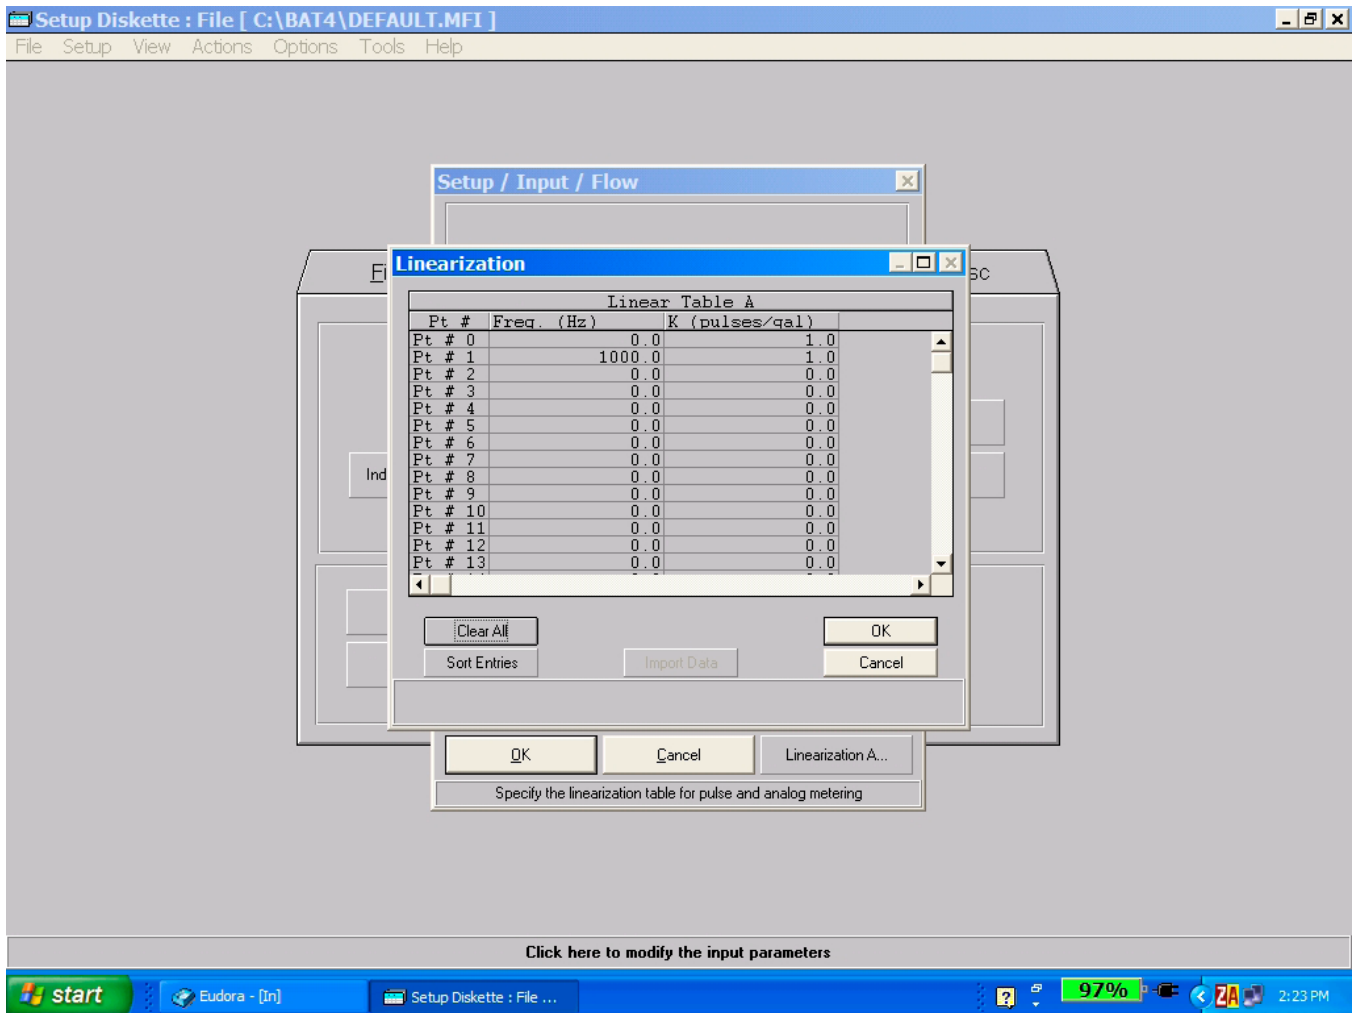 Setup Diskette : File [ C:\BAT4\DEFAULT.MFI ]
File Setup View Actions Options Tools Help
Setup / Input / Flow
Fi
sc
Linearization
Linear Table A
Pt # Freq. (Hz) K (pulses/gal)
Pt # 0 0.0 1.0
Pt # 1 1000.0 1.0
Pt # 2 0.0 0.0
Pt # 3 0.0 0.0
Pt # 4 0.0 0.0
Pt # 5 0.0 0.0
Pt # 6 0.0 0.0
Pt # 7 0.0 0.0
Pt # 8 0.0 0.0
Pt # 9 0.0 0.0
Pt # 10 0.0 0.0
Pt # 11 0.0 0.0
Pt # 12 0.0 0.0
Pt # 13 0.0 0.0
Ind
Clear All OK
Sort Entries Import Data Cancel
OK Cancel Linearization A...
Specify the linearization table for pulse and analog metering
Click here to modify the input parameters
start Eudora - [In] Setup Diskette : File ... 97% ZA 2:23 PM